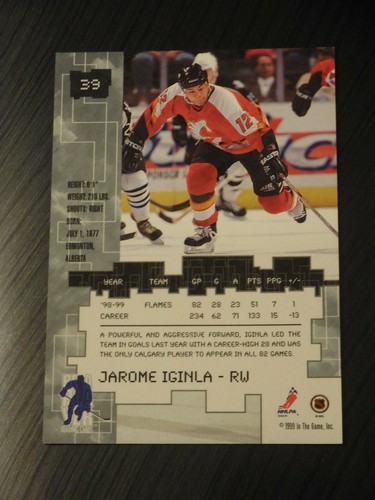 39
12
HEIGHT: 6'1"
WEIGHT: 210 LBS.
SHOOTS: RIGHT
BORN:
JULY 1, 1977
EDMONTON,
ALBERTA
YEAR TEAM GP G A PTS PPG +/-
'98-99 FLAMES 82 28 23 51 7 1
CAREER 234 62 71 133 15 -13
A POWERFUL AND AGGRESSIVE FORWARD, IGINLA LED THE
TEAM IN GOALS LAST YEAR WITH A CAREER-HIGH 28 AND WAS
THE ONLY CALGARY PLAYER TO APPEAR IN ALL 82 GAMES.
JAROME IGINLA - RW
NHLPA
© 1999 In The Game, Inc.